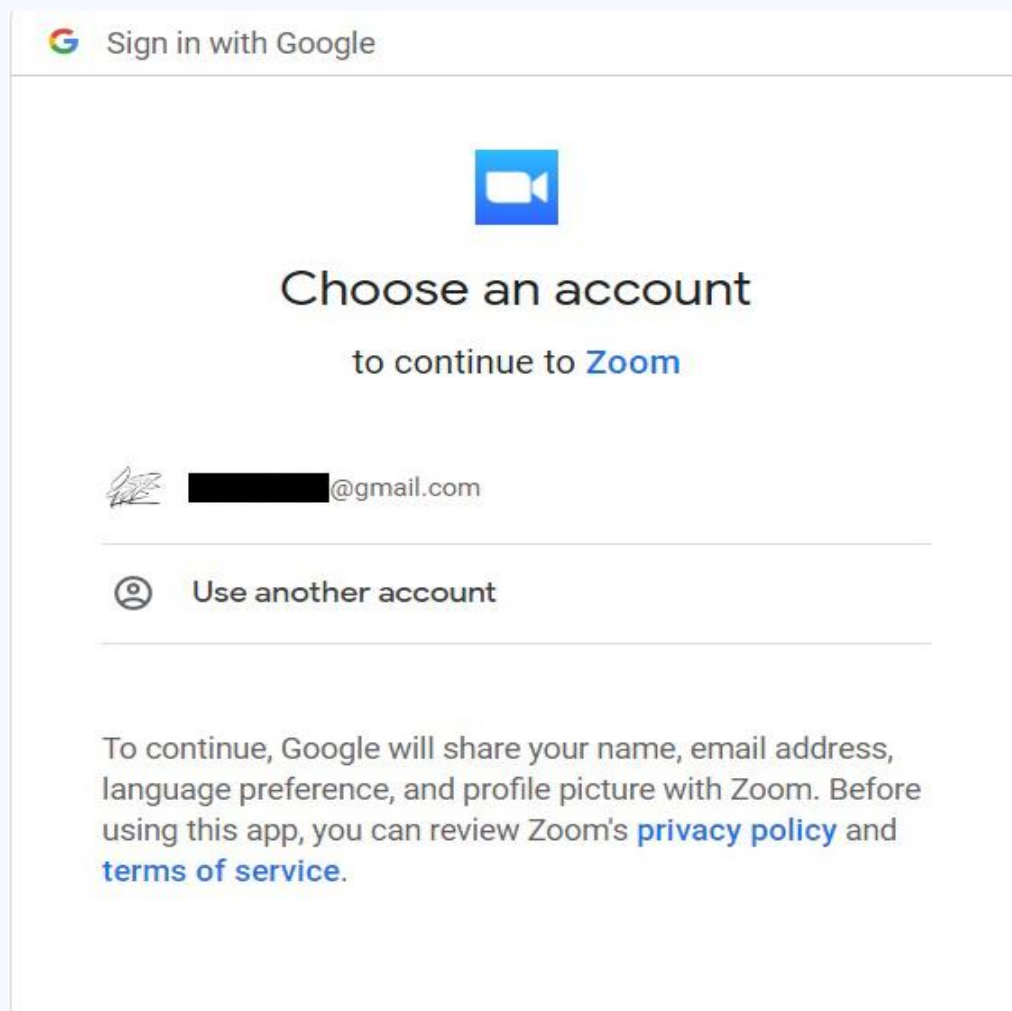 Sign in with Google
Choose an account
to continue to Zoom
@gmail.com
Use another account
To continue, Google will share your name, email address,
language preference, and profile picture with Zoom. Before
using this app, you can review Zoom's privacy policy and
terms of service.